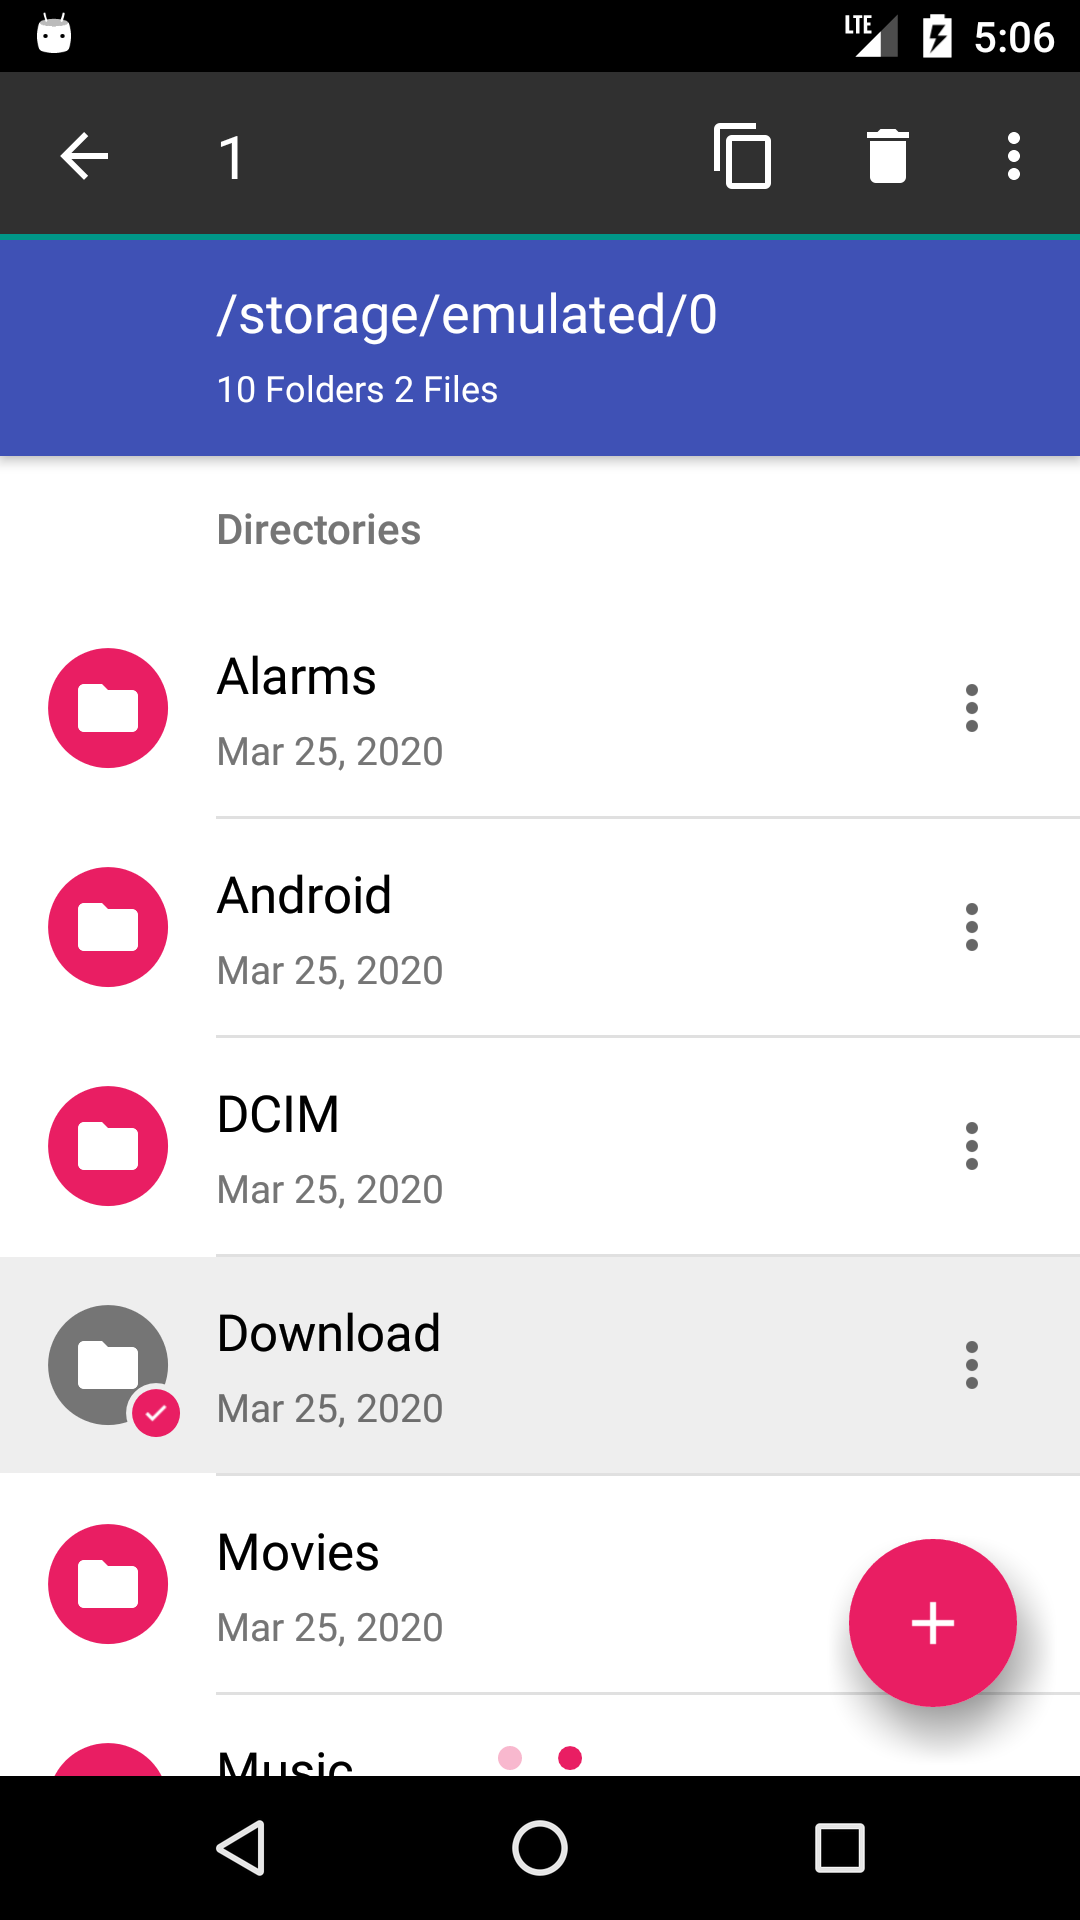 LTE 5:06
1
/storage/emulated/0
10 Folders 2 Files
Directories
Alarms
Mar 25, 2020
Android
Mar 25, 2020
DCIM
Mar 25, 2020
Download
Mar 25, 2020
Movies
Mar 25, 2020
Music